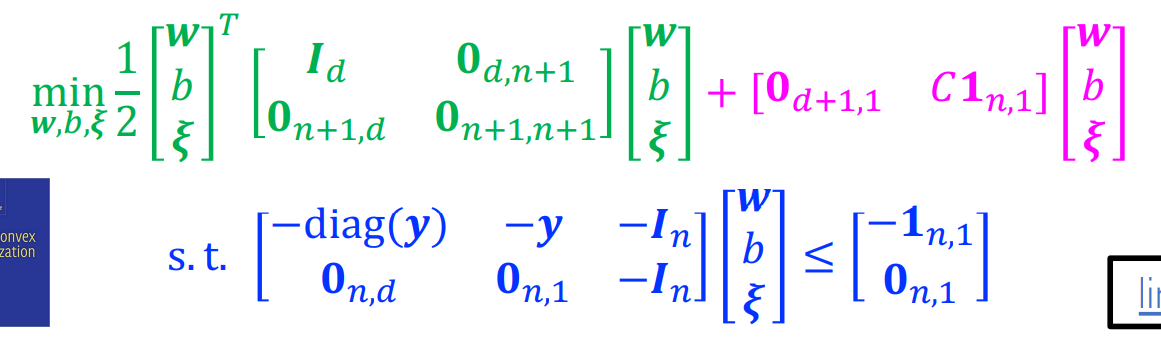 min_{w,b,ξ} 1/2 [w b ξ]^T [I_d 0_{d,n+1} 0_{n+1,d} 0_{n+1,n+1}] [w b ξ] + [0_{d+1,1} C1_{n,1}] [w b ξ]
onvex
zation
s.t. [−diag(y) −y −I_n 0_{n,d} 0_{n,1} −I_n] [w b ξ] ≤ [−1_{n,1} 0_{n,1}]